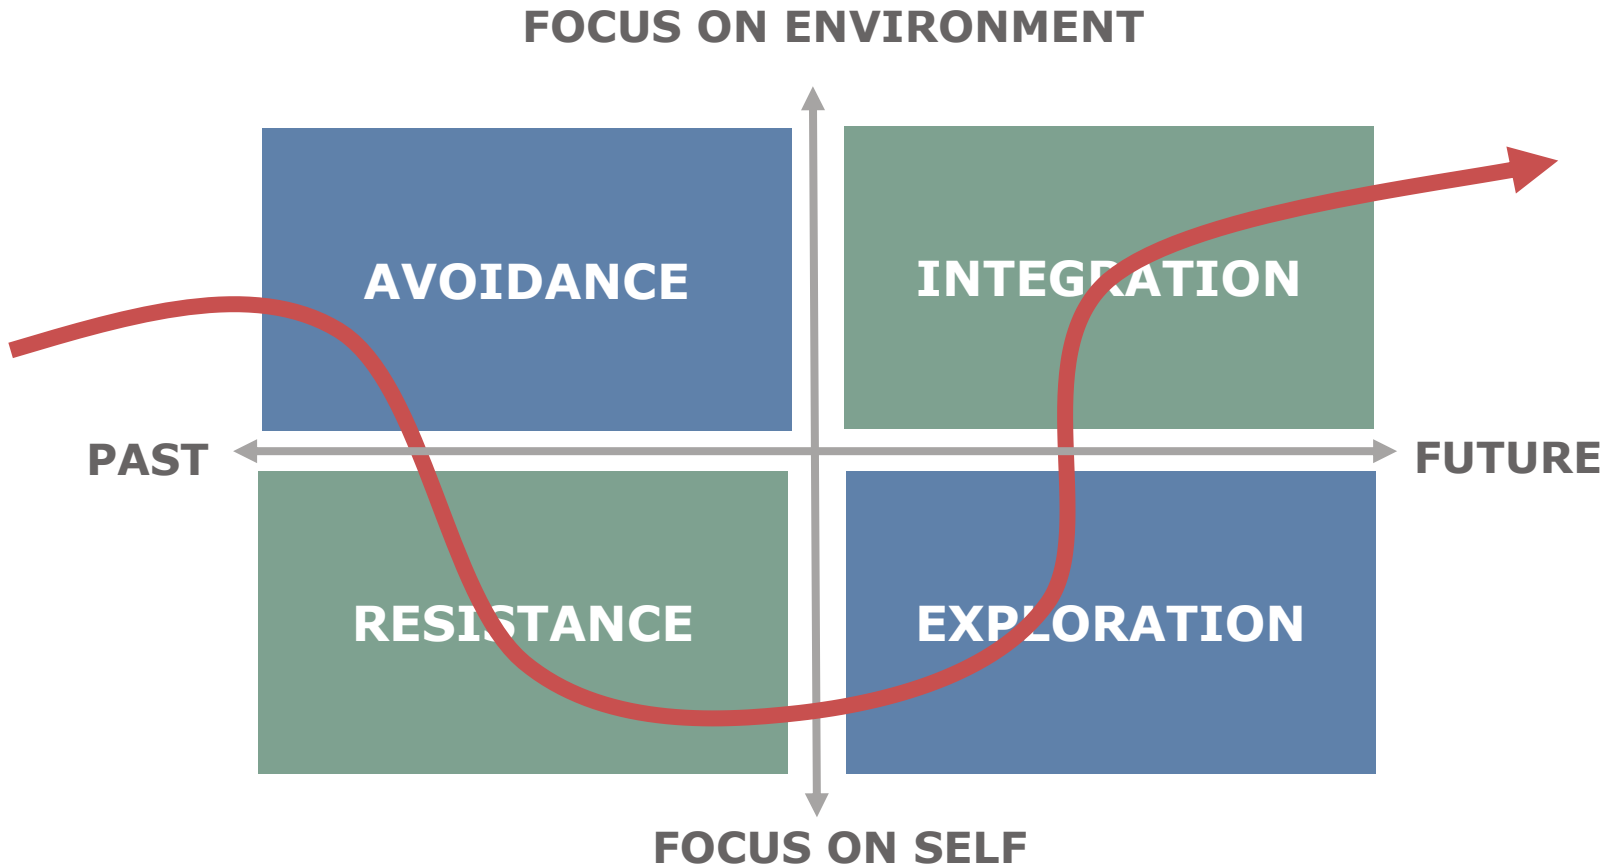 FOCUS ON ENVIRONMENT
AVOIDANCE
INTEGRATION
PAST
FUTURE
RESISTANCE
EXPLORATION
FOCUS ON SELF